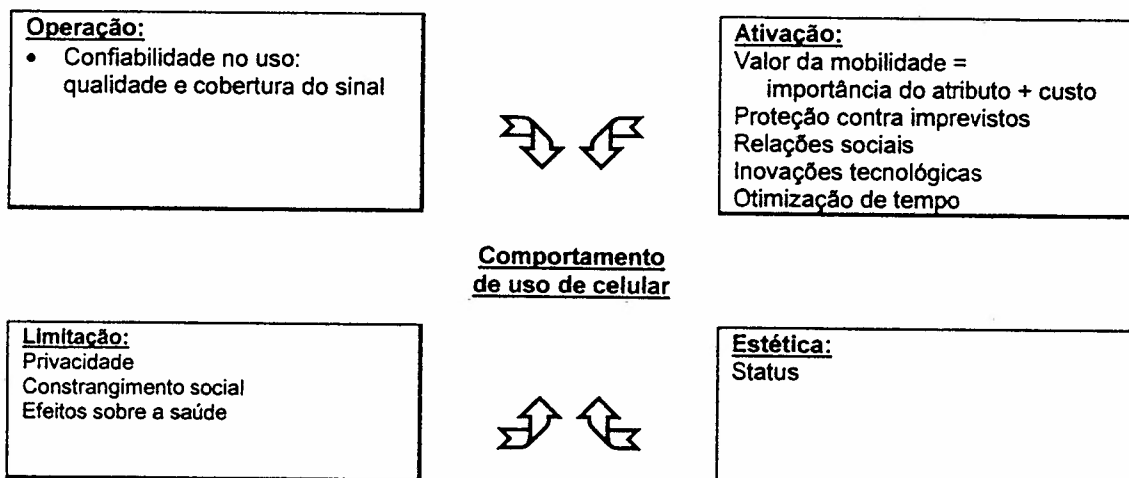 Operação:
• Confiabilidade no uso:
qualidade e cobertura do sinal
Ativação:
Valor da mobilidade =
importância do atributo + custo
Proteção contra imprevistos
Relações sociais
Inovações tecnológicas
Otimização de tempo
Comportamento
de uso de celular
Limitação:
Privacidade
Constrangimento social
Efeitos sobre a saúde
Estética:
Status